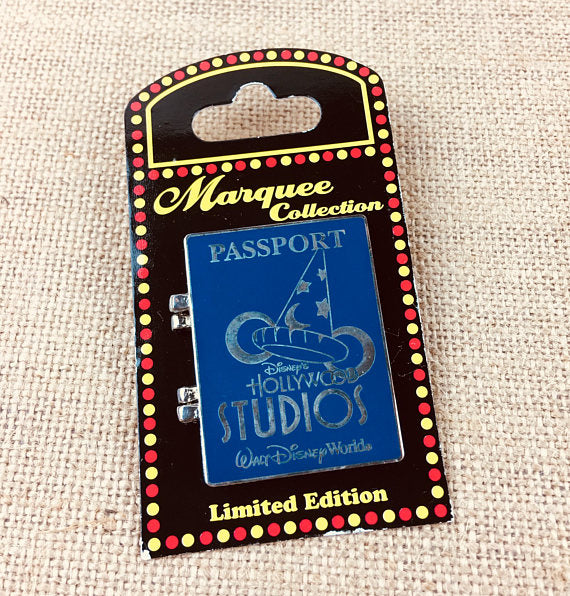 Marquee
Collection
PASSPORT
DISNEY'S
HOLLYWOOD
STUDIOS
WALT DISNEY World®
Limited Edition